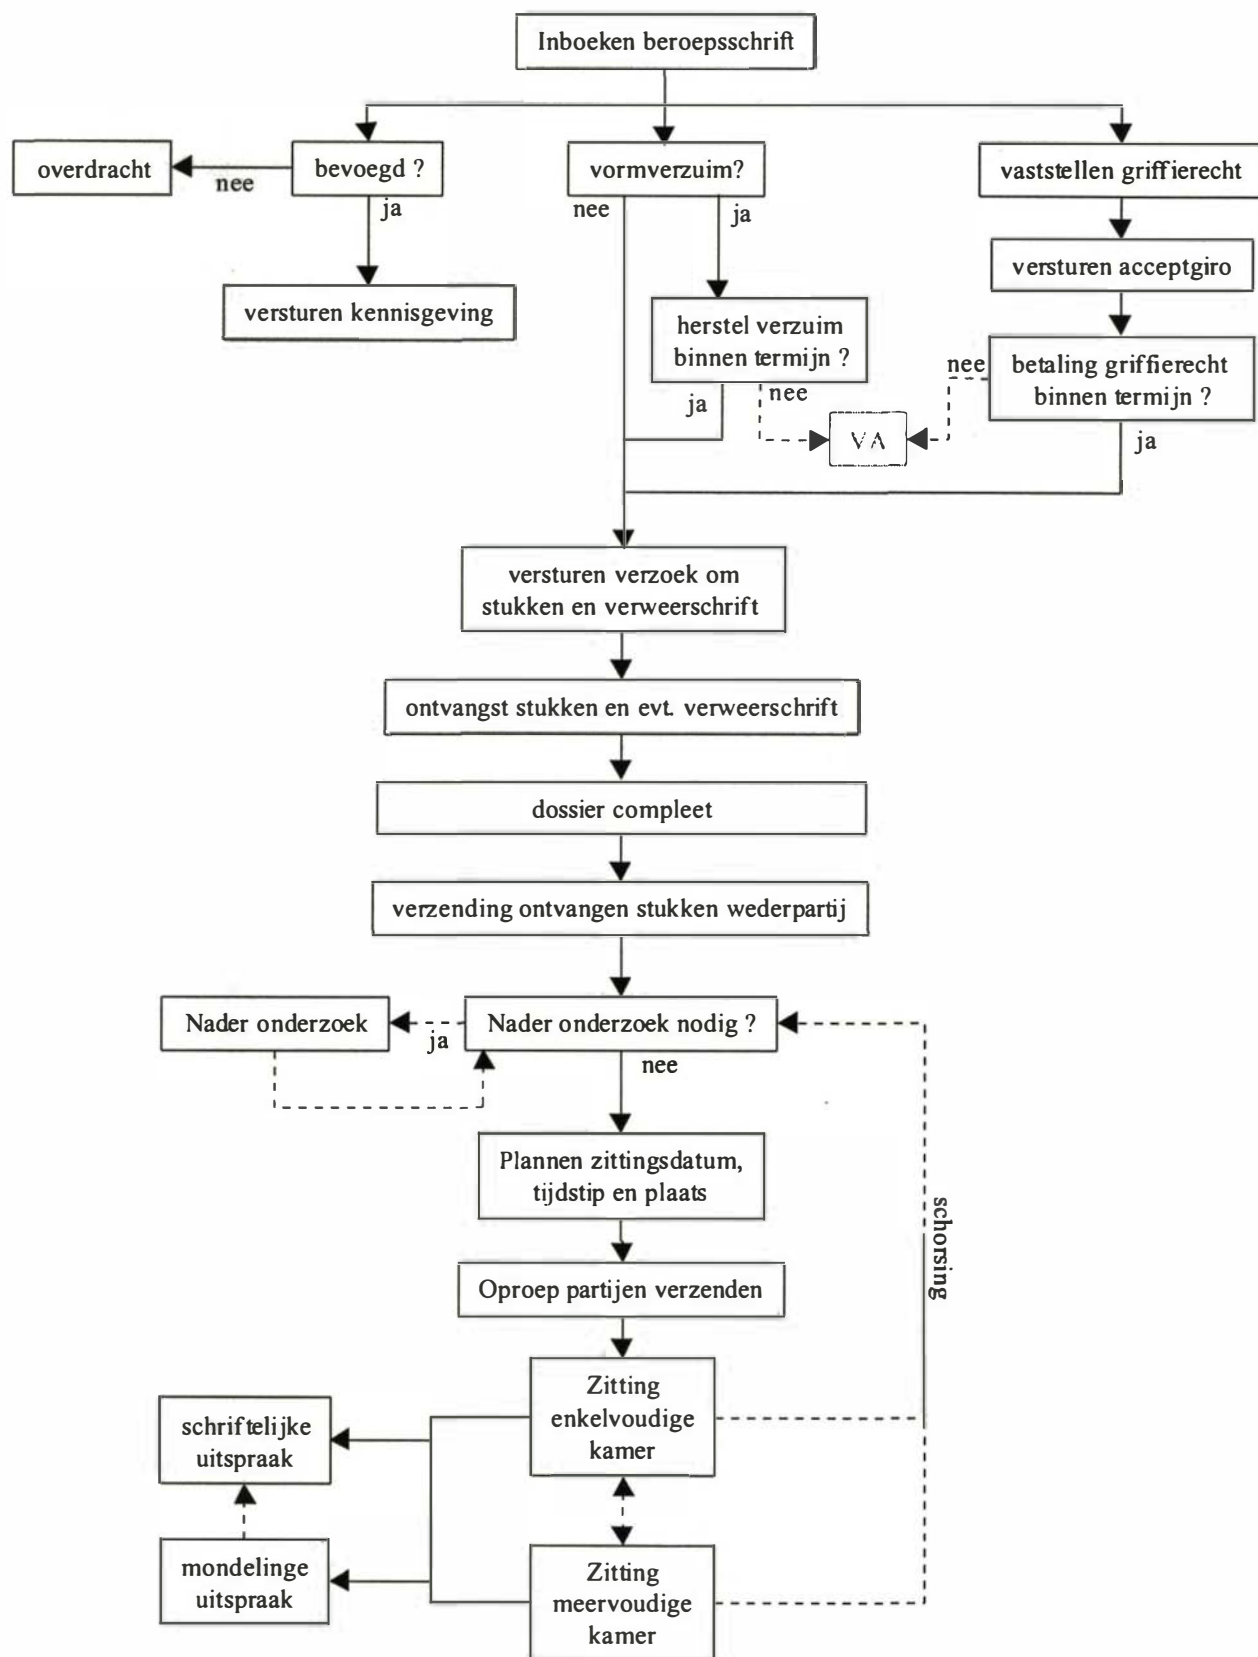 Inboeken beroepsschrift
overdracht
nee
bevoegd ?
ja
vormverzuim?
nee
ja
vaststellen griffierecht
versturen acceptgiro
versturen kennisgeving
herstel verzuim
binnen termijn ?
ja
nee
VA
nee
betaling griffierecht
binnen termijn ?
ja
versturen verzoek om
stukken en verweerschrift
ontvangst stukken en evt. verweerschrift
dossier compleet
verzending ontvangen stukken wederpartij
Nader onderzoek
ja
Nader onderzoek nodig ?
nee
Plannen zittingsdatum,
tijdstip en plaats
schorsing
Oproep partijen verzenden
Zitting
enkelvoudige
kamer
schriftelijke
uitspraak
mondelinge
uitspraak
Zitting
meervoudige
kamer